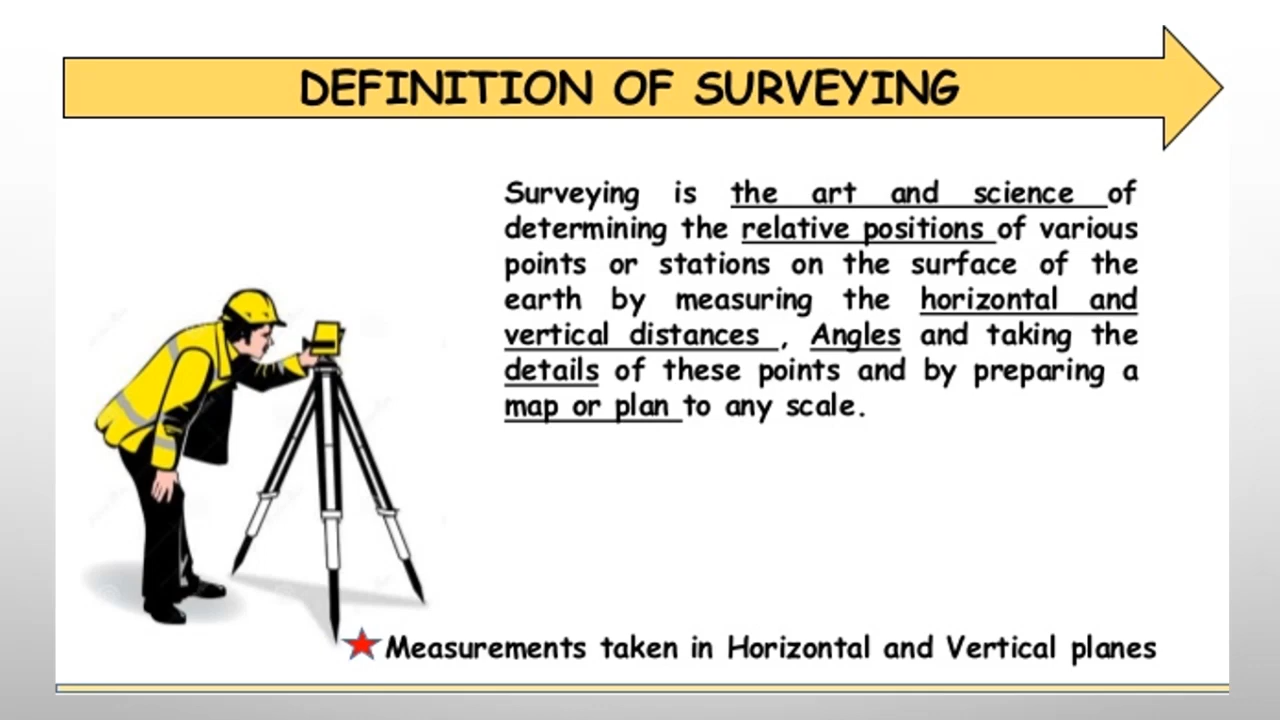 DEFINITION OF SURVEYING
Surveying is the art and science of
determining the relative positions of various
points or stations on the surface of the
earth by measuring the horizontal and
vertical distances , Angles and taking the
details of these points and by preparing a
map or plan to any scale.
Measurements taken in Horizontal and Vertical planes